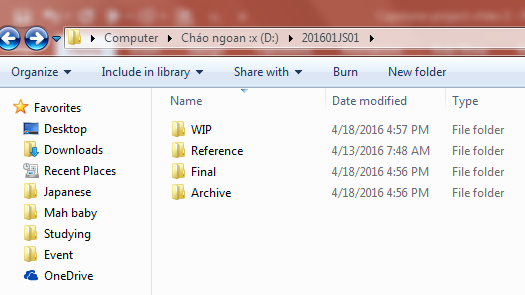 Computer Cháo ngoan :x (D:) 201601JS01
Organize Include in library Share with Burn New folder
Name Date modified Type
Favorites
Desktop
Downloads
Recent Places
Japanese
Mah baby
Studying
Event
OneDrive
WIP 4/18/2016 4:57 PM File folder
Reference 4/13/2016 7:48 AM File folder
Final 4/18/2016 4:56 PM File folder
Archive 4/18/2016 4:56 PM File folder